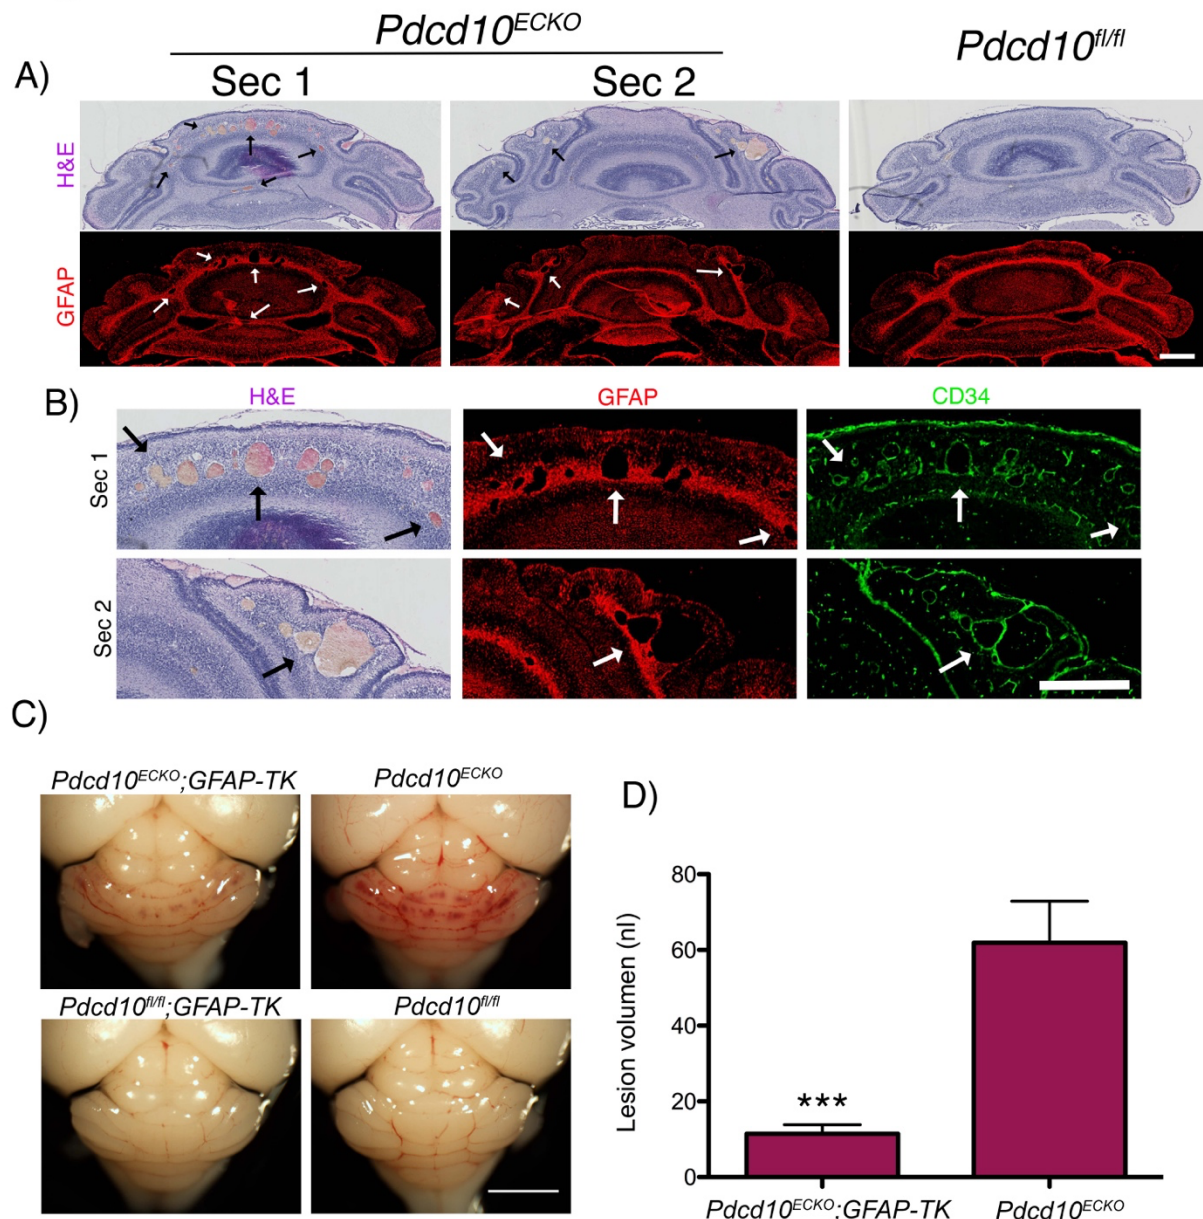 Pdcd10ECKO
Pdcd10fl/fl
A)
Sec 1
Sec 2
H&E
GFAP
B)
H&E
GFAP
CD34
Sec 1
Sec 2
C)
Pdcd10ECKO;GFAP-TK
Pdcd10ECKO
Pdcd10fl/fl;GFAP-TK
Pdcd10fl/fl
D)
Lesion volumen (nl)
80
60
40
20
0
***
Pdcd10ECKO;GFAP-TK
Pdcd10ECKO